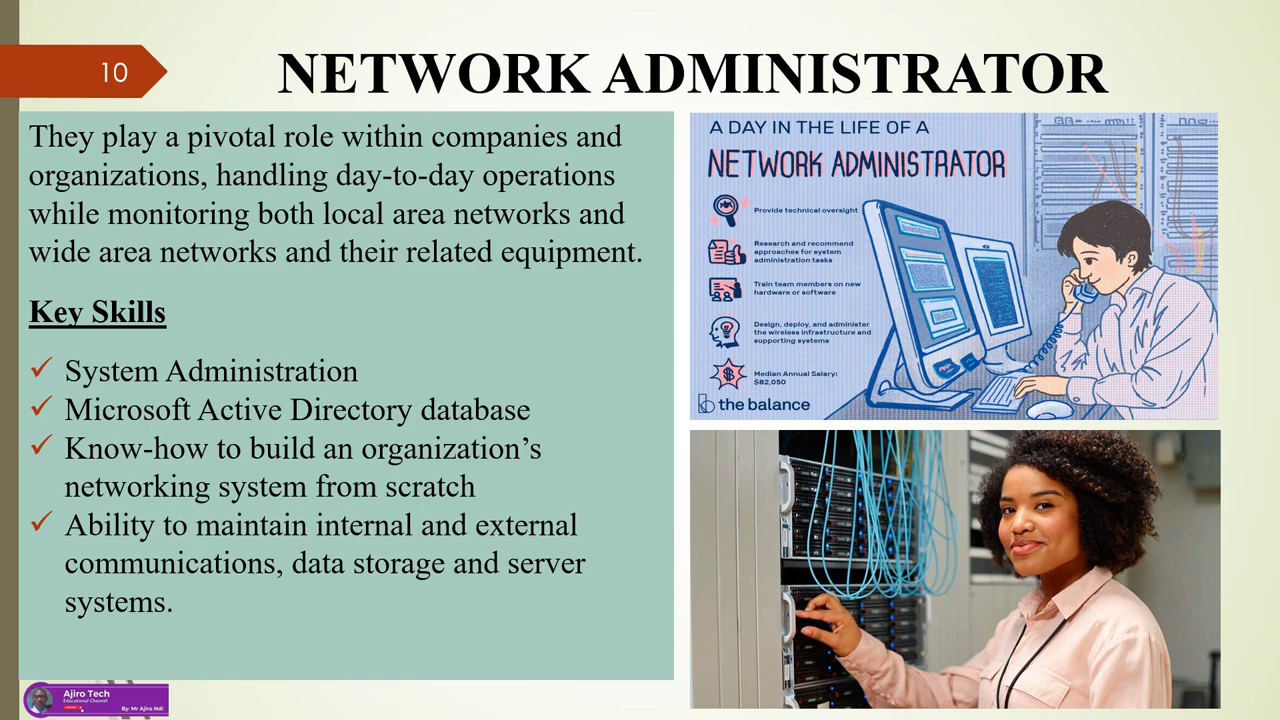 10
NETWORK ADMINISTRATOR
They play a pivotal role within companies and
organizations, handling day-to-day operations
while monitoring both local area networks and
wide area networks and their related equipment.
Key Skills
✓ System Administration
✓ Microsoft Active Directory database
✓ Know-how to build an organization’s
networking system from scratch
✓ Ability to maintain internal and external
communications, data storage and server
systems.
A DAY IN THE LIFE OF A
NETWORK ADMINISTRATOR
Provide technical oversight
Research and recommend
approaches for system
administration tasks
Train team members on new
hardware or software
Design, deploy, and administer
the wireless infrastructure and
supporting systems
Median Annual Salary:
$82,050
the balance
Ajiro Tech
Educational Channel
By: Mr Ajiro Ndi